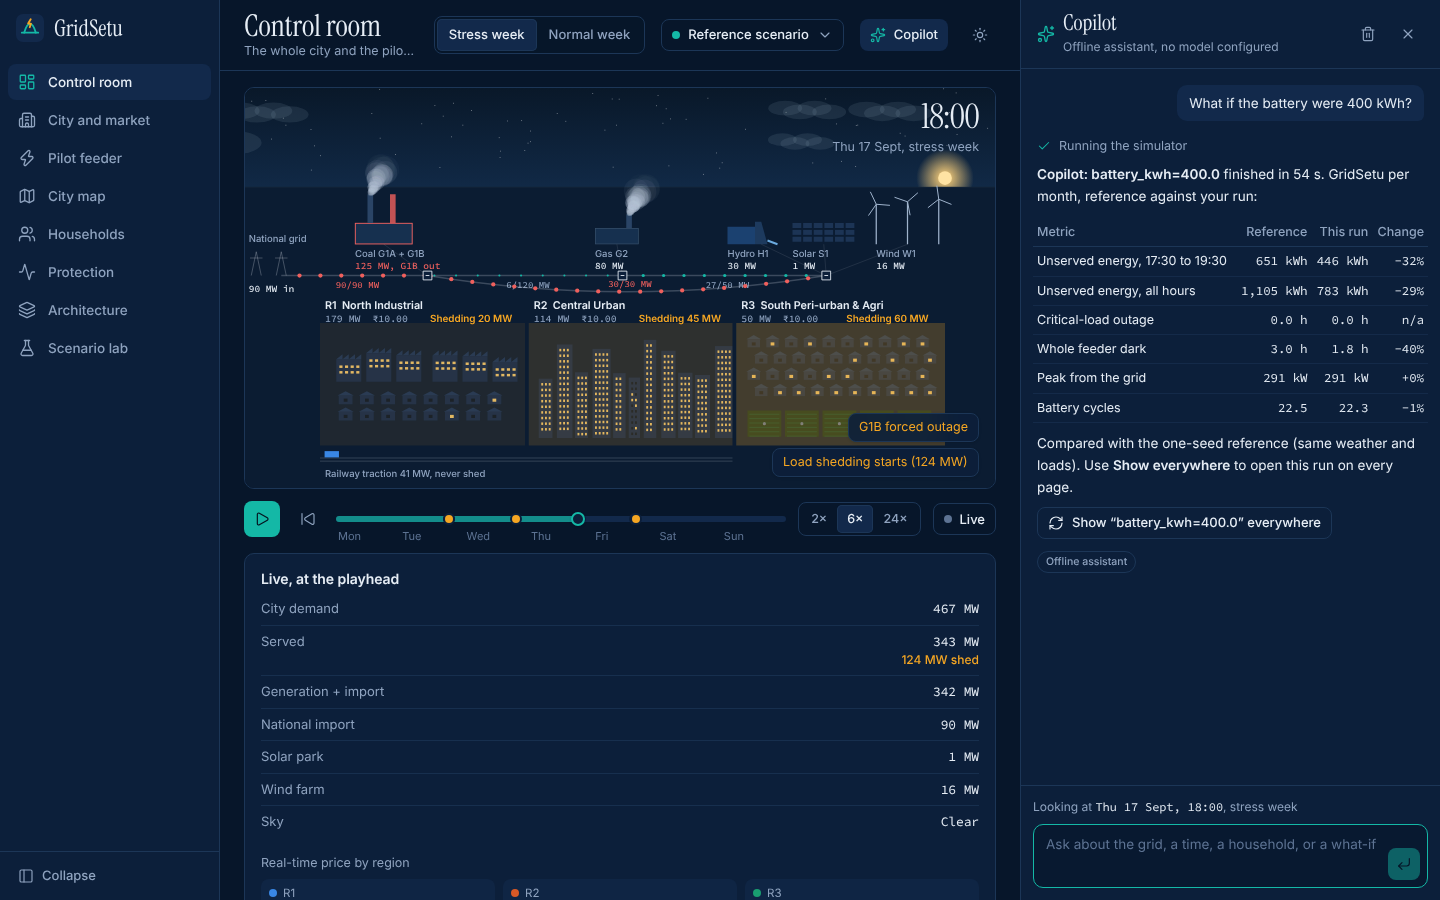 GridSetu
Control room
City and market
Pilot feeder
City map
Households
Protection
Architecture
Scenario lab
Collapse
Control room
The whole city and the pilo...
Stress week
Normal week
Reference scenario
Copilot
18:00
Thu 17 Sept, stress week
National grid
90 MW in
Coal G1A + G1B
125 MW, G1B out
Gas G2
80 MW
Hydro H1
30 MW
Solar S1
1 MW
Wind W1
16 MW
90/90 MW
6/120 MW
30/30 MW
27/50 MW
R1 North Industrial
179 MW ₹10.00 Shedding 20 MW
R2 Central Urban
114 MW ₹10.00 Shedding 45 MW
R3 South Peri-urban & Agri
50 MW ₹10.00 Shedding 60 MW
G1B forced outage
Load shedding starts (124 MW)
Railway traction 41 MW, never shed
Mon Tue Wed Thu Fri Sat Sun
2× 6× 24×
Live
Live, at the playhead
City demand 467 MW
Served 343 MW
124 MW shed
Generation + import 342 MW
National import 90 MW
Solar park 1 MW
Wind farm 16 MW
Sky Clear
Real-time price by region
R1 R2 R3
Copilot
Offline assistant, no model configured
What if the battery were 400 kWh?
Running the simulator
Copilot: battery_kwh=400.0 finished in 54 s. GridSetu per
month, reference against your run:
Metric Reference This run Change
Unserved energy, 17:30 to 19:30 651 kWh 446 kWh −32%
Unserved energy, all hours 1,105 kWh 783 kWh −29%
Critical-load outage 0.0 h 0.0 h n/a
Whole feeder dark 3.0 h 1.8 h −40%
Peak from the grid 291 kW 291 kW +0%
Battery cycles 22.5 22.3 −1%
Compared with the one-seed reference (same weather and
loads). Use Show everywhere to open this run on every
page.
Show “battery_kwh=400.0” everywhere
Offline assistant
Looking at Thu 17 Sept, 18:00, stress week
Ask about the grid, a time, a household, or a what-if